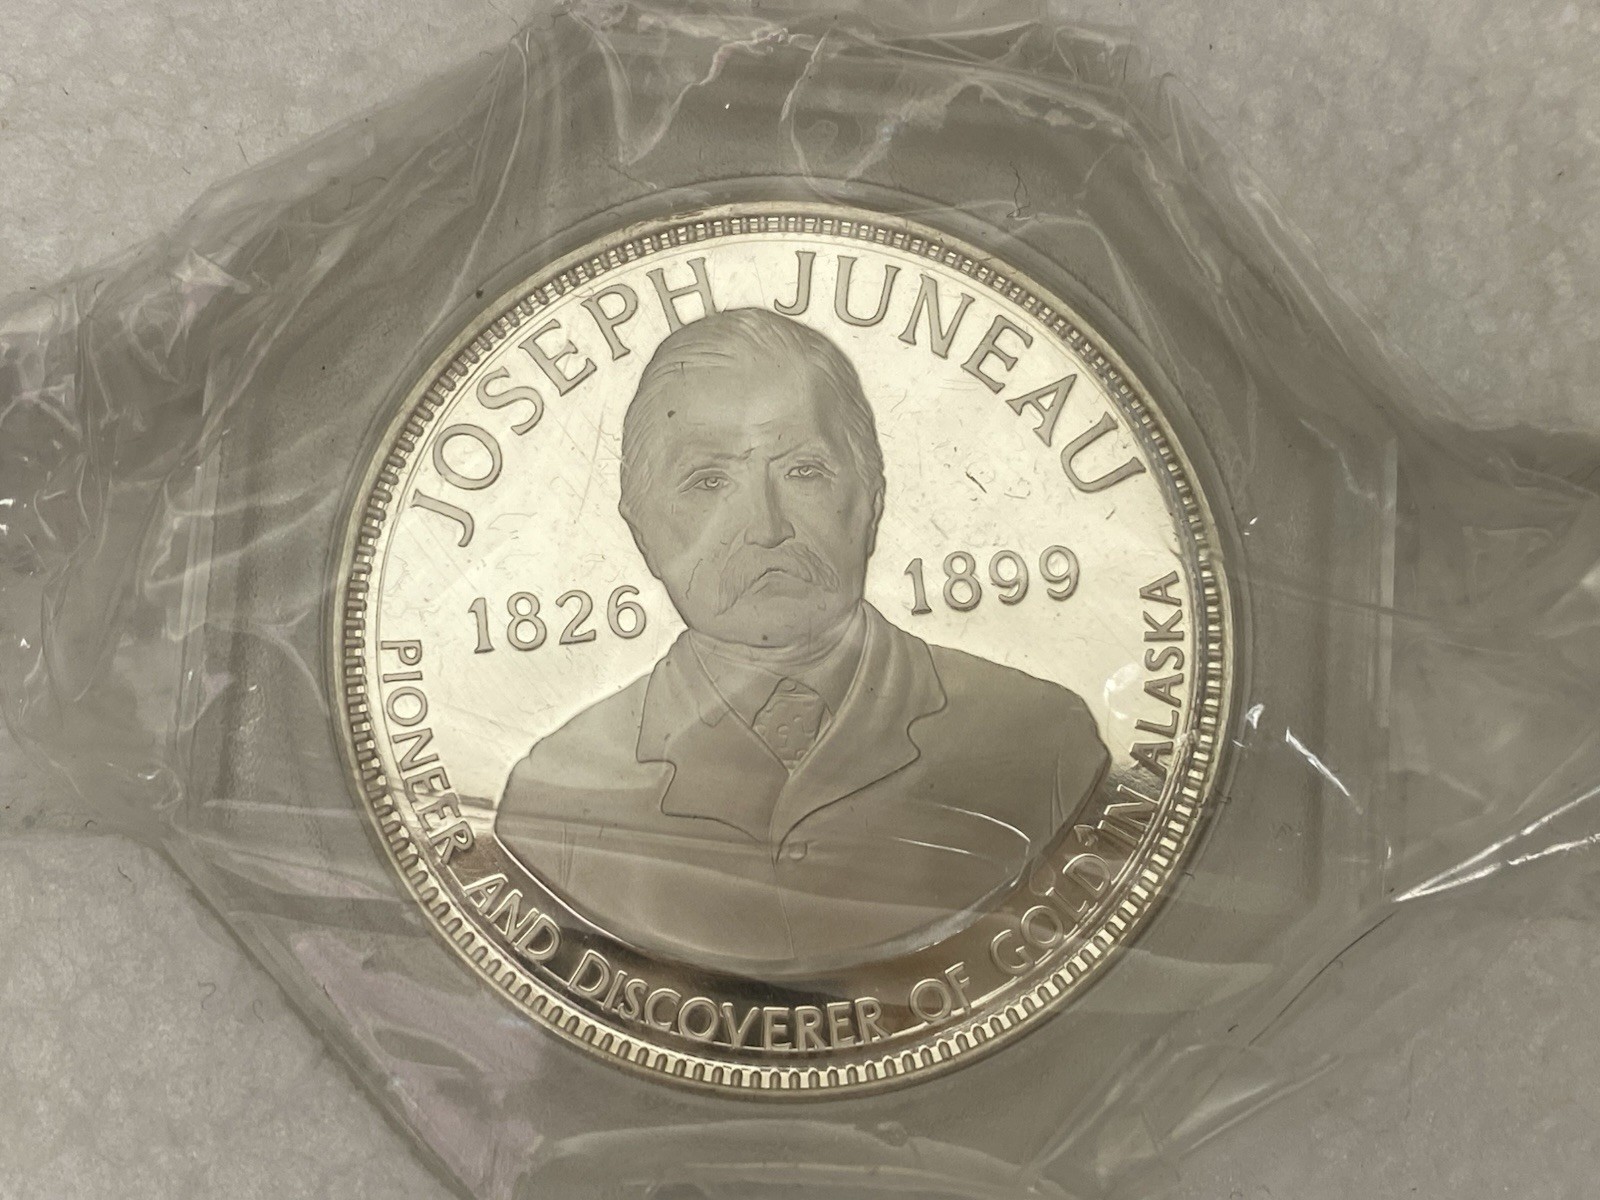 JOSEPH JUNEAU
1826 1899
PIONEER AND DISCOVERER OF GOLD IN ALASKA